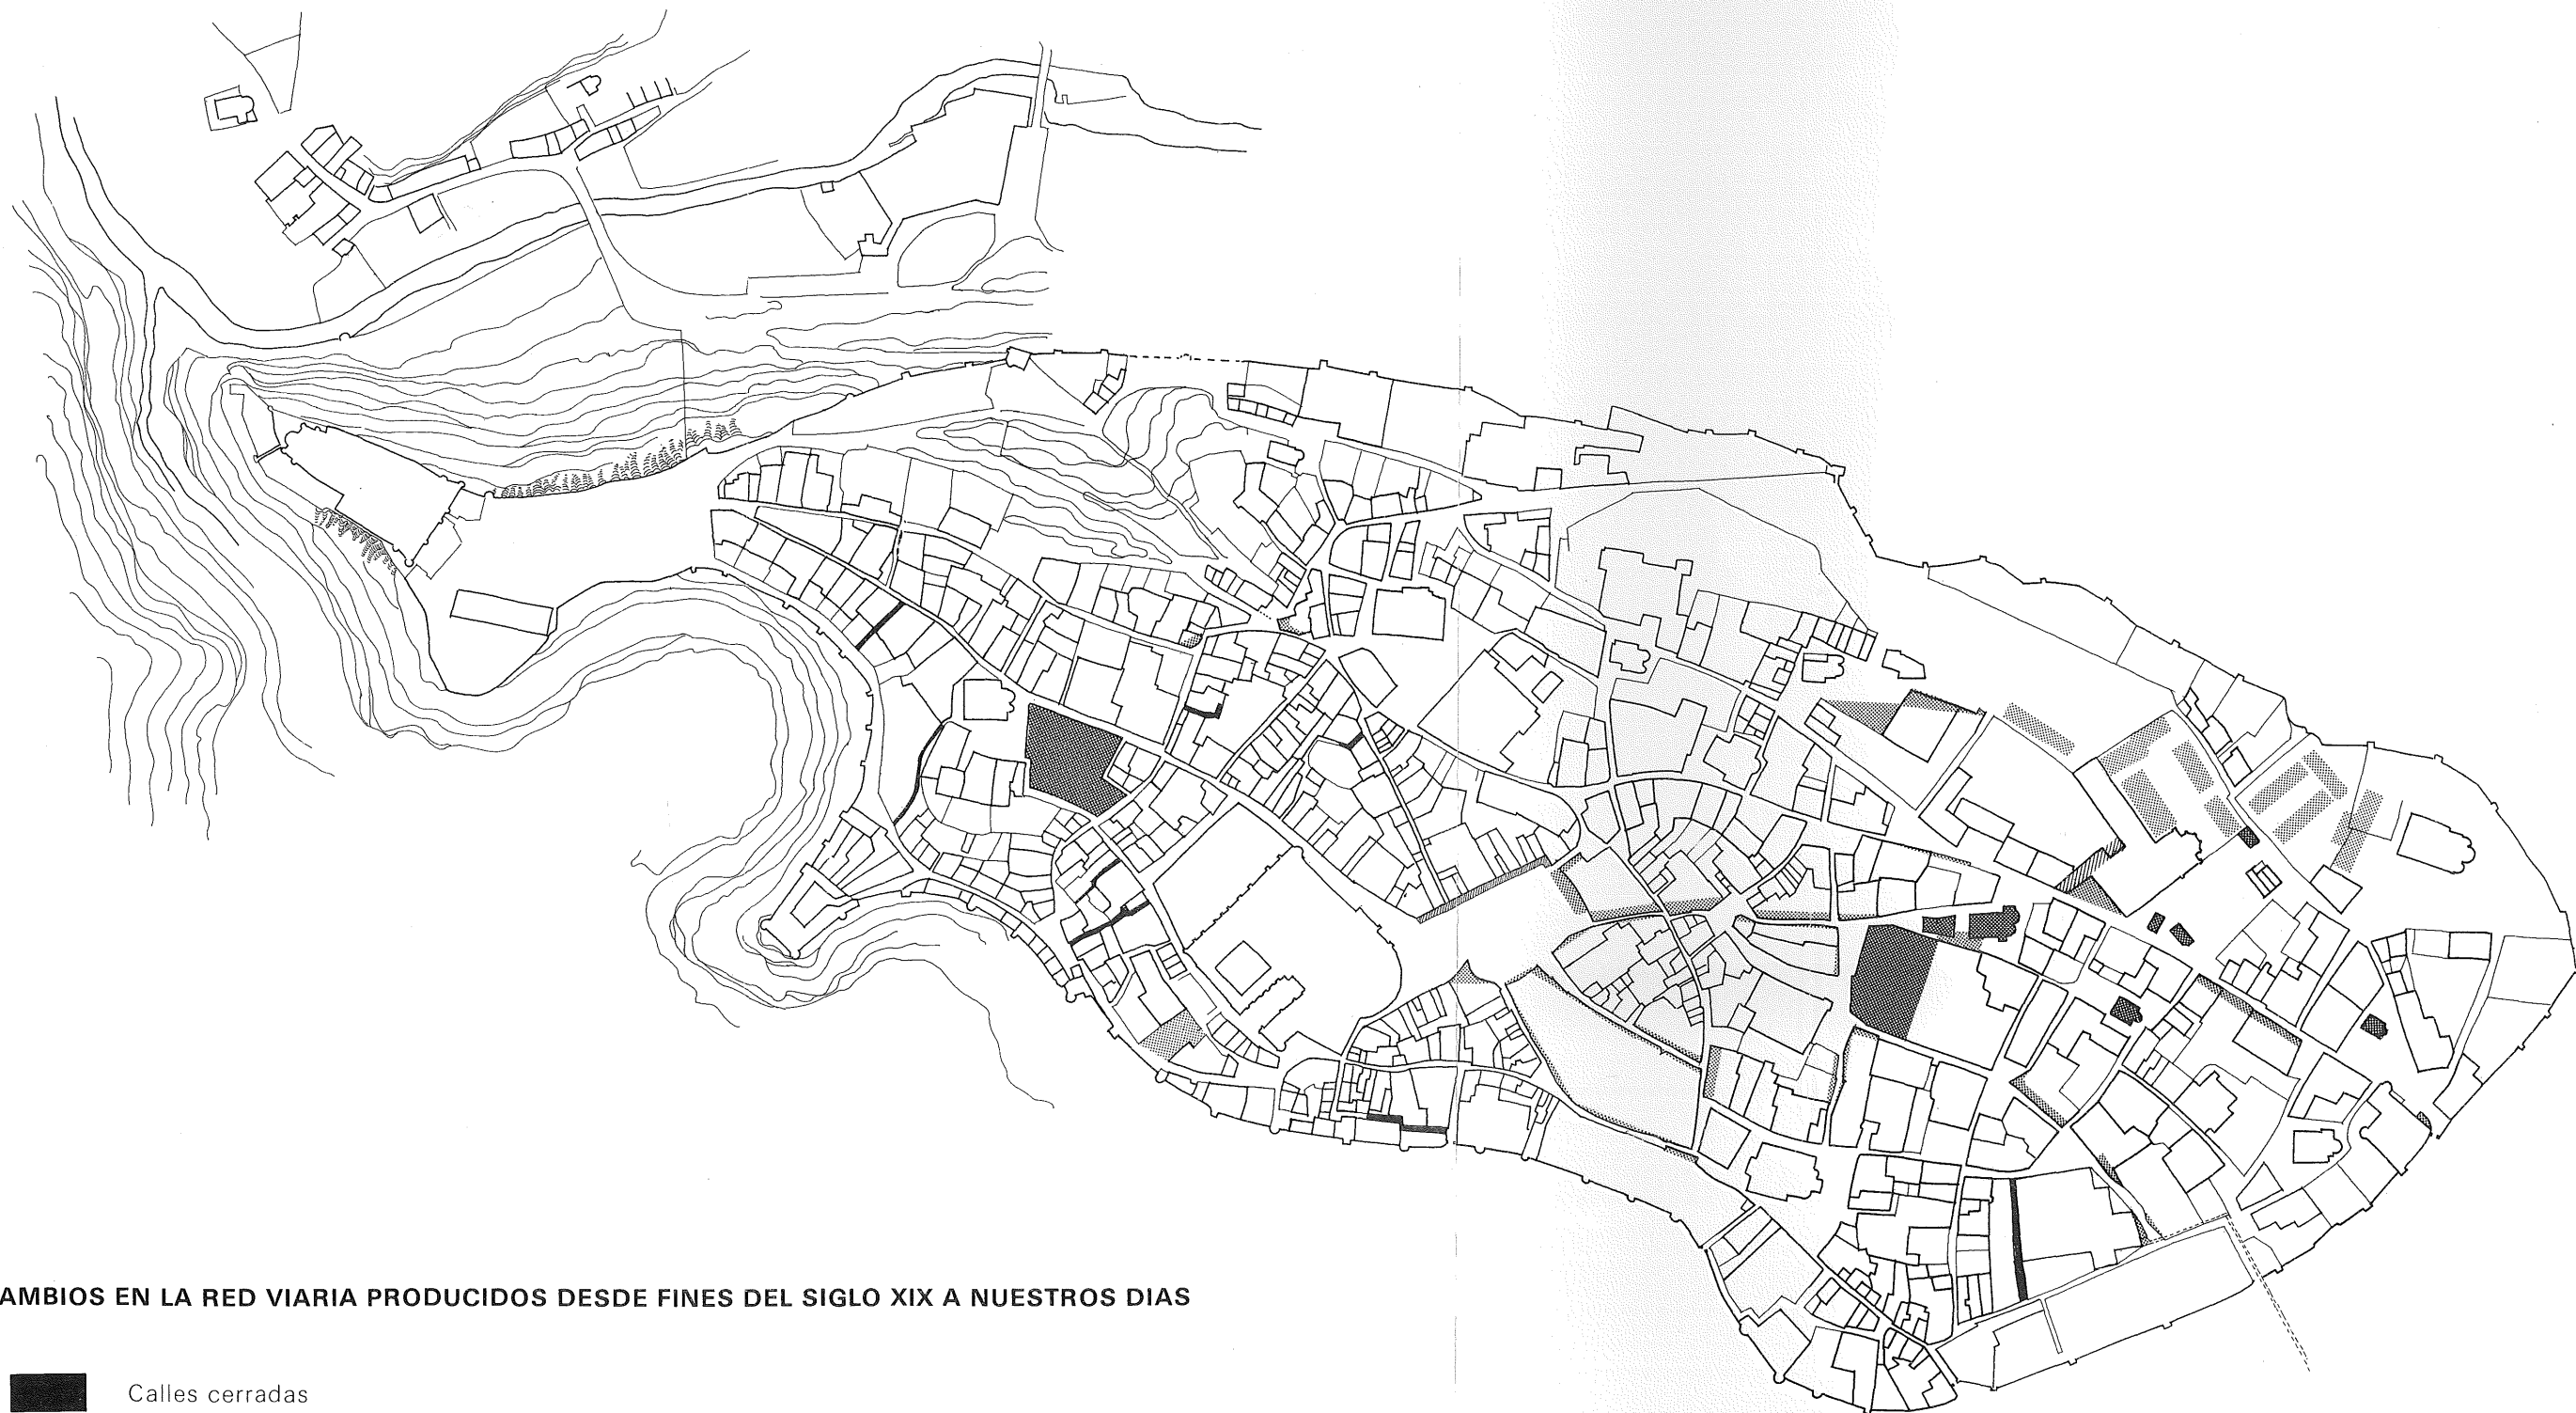 AMBIOS EN LA RED VIARIA PRODUCIDOS DESDE FINES DEL SIGLO XIX A NUESTROS DIAS
Calles cerradas